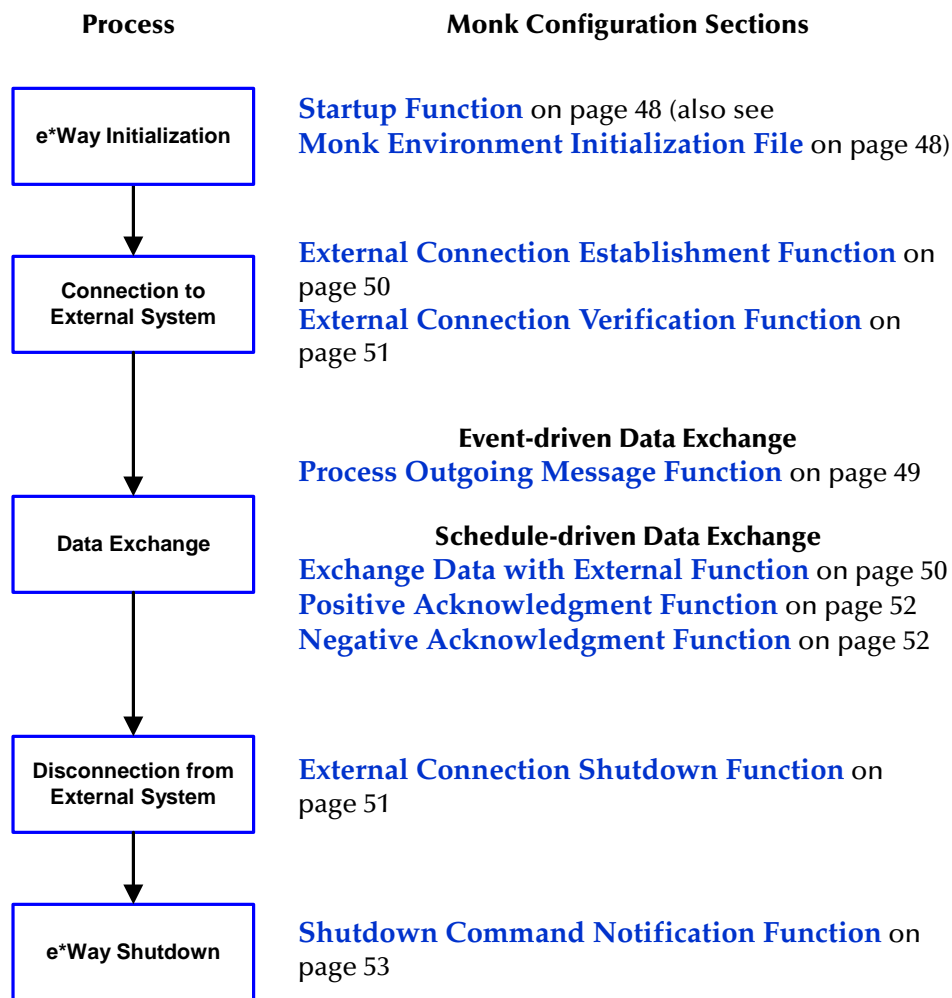 Process
Monk Configuration Sections
e*Way Initialization
Startup Function on page 48 (also see
Monk Environment Initialization File on page 48)
Connection to
External System
External Connection Establishment Function on
page 50
External Connection Verification Function on
page 51
Data Exchange
Event-driven Data Exchange
Process Outgoing Message Function on page 49
Schedule-driven Data Exchange
Exchange Data with External Function on page 50
Positive Acknowledgment Function on page 52
Negative Acknowledgment Function on page 52
Disconnection from
External System
External Connection Shutdown Function on
page 51
e*Way Shutdown
Shutdown Command Notification Function on
page 53